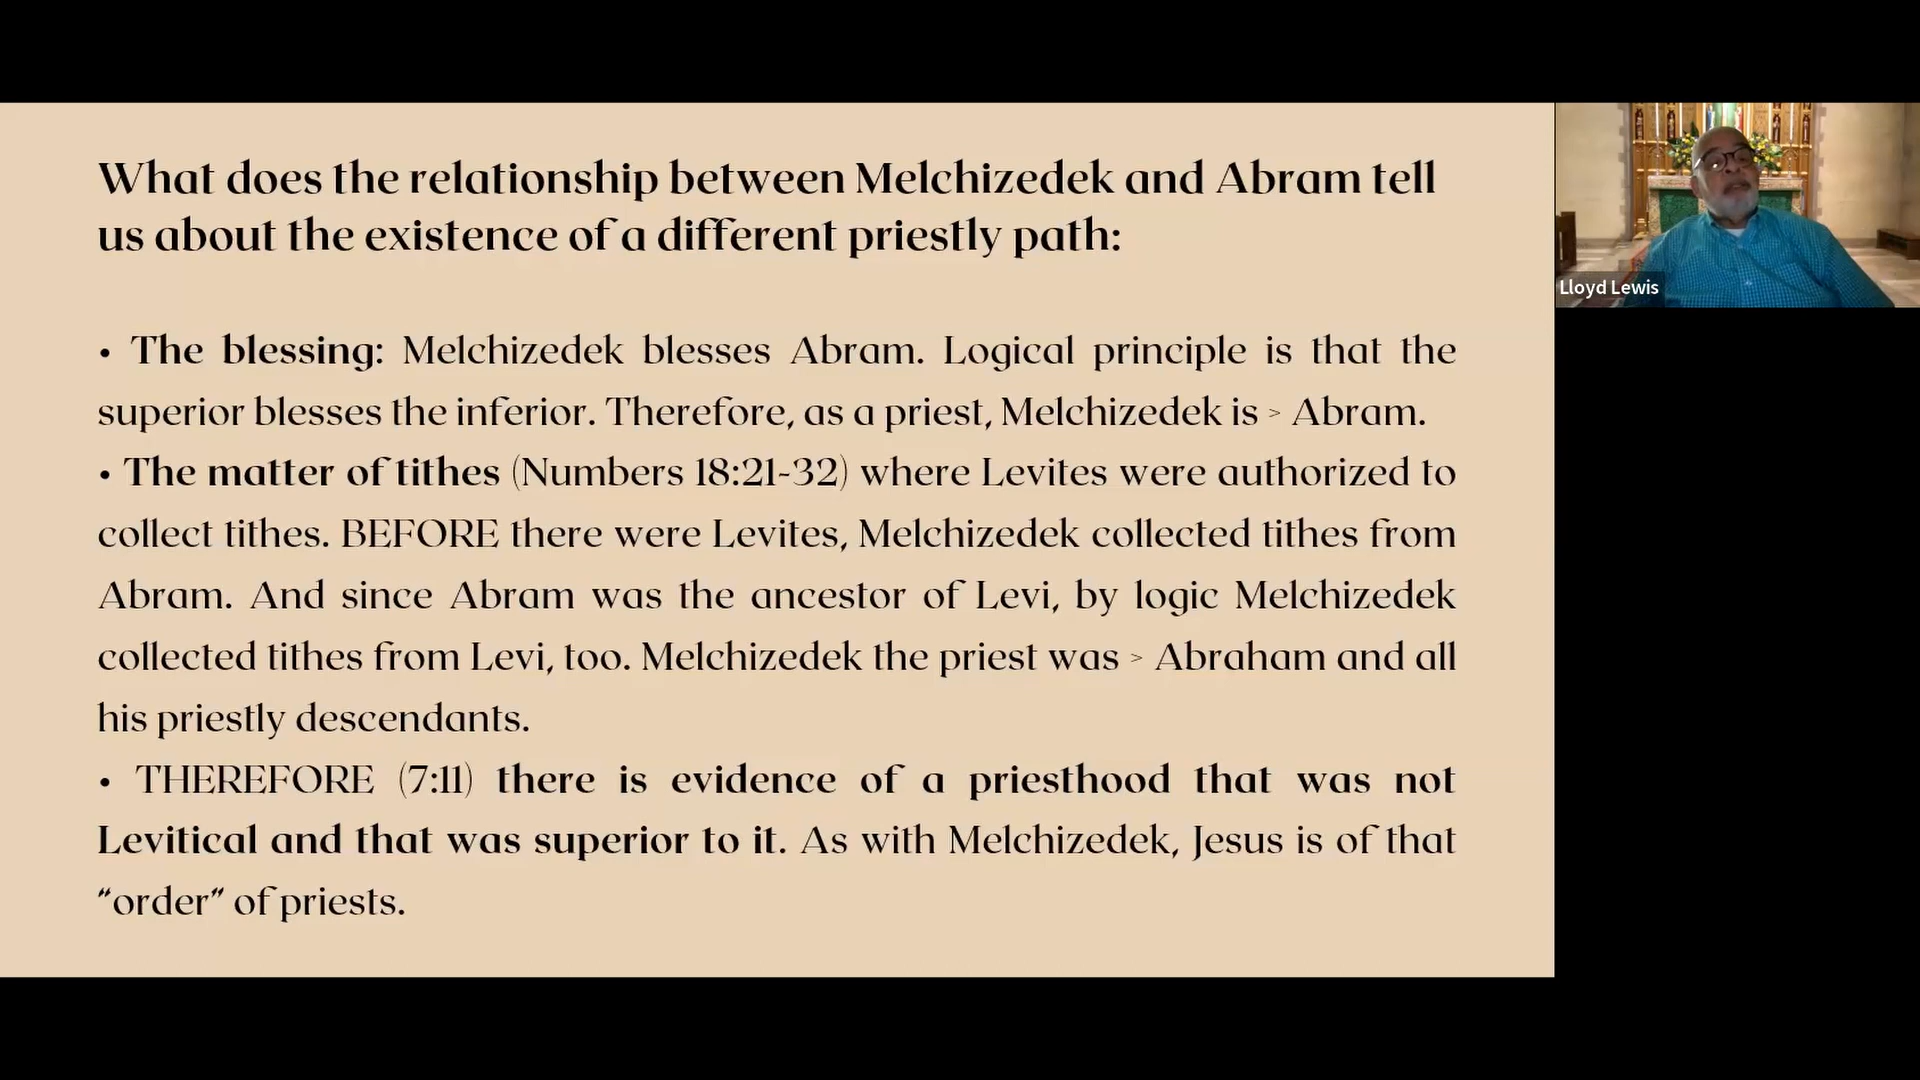 What does the relationship between Melchizedek and Abram tell
us about the existence of a different priestly path:
• The blessing: Melchizedek blesses Abram. Logical principle is that the
superior blesses the inferior. Therefore, as a priest, Melchizedek is > Abram.
• The matter of tithes (Numbers 18:21-32) where Levites were authorized to
collect tithes. BEFORE there were Levites, Melchizedek collected tithes from
Abram. And since Abram was the ancestor of Levi, by logic Melchizedek
collected tithes from Levi, too. Melchizedek the priest was > Abraham and all
his priestly descendants.
• THEREFORE (7:11) there is evidence of a priesthood that was not
Levitical and that was superior to it. As with Melchizedek, Jesus is of that
“order” of priests.
Lloyd Lewis